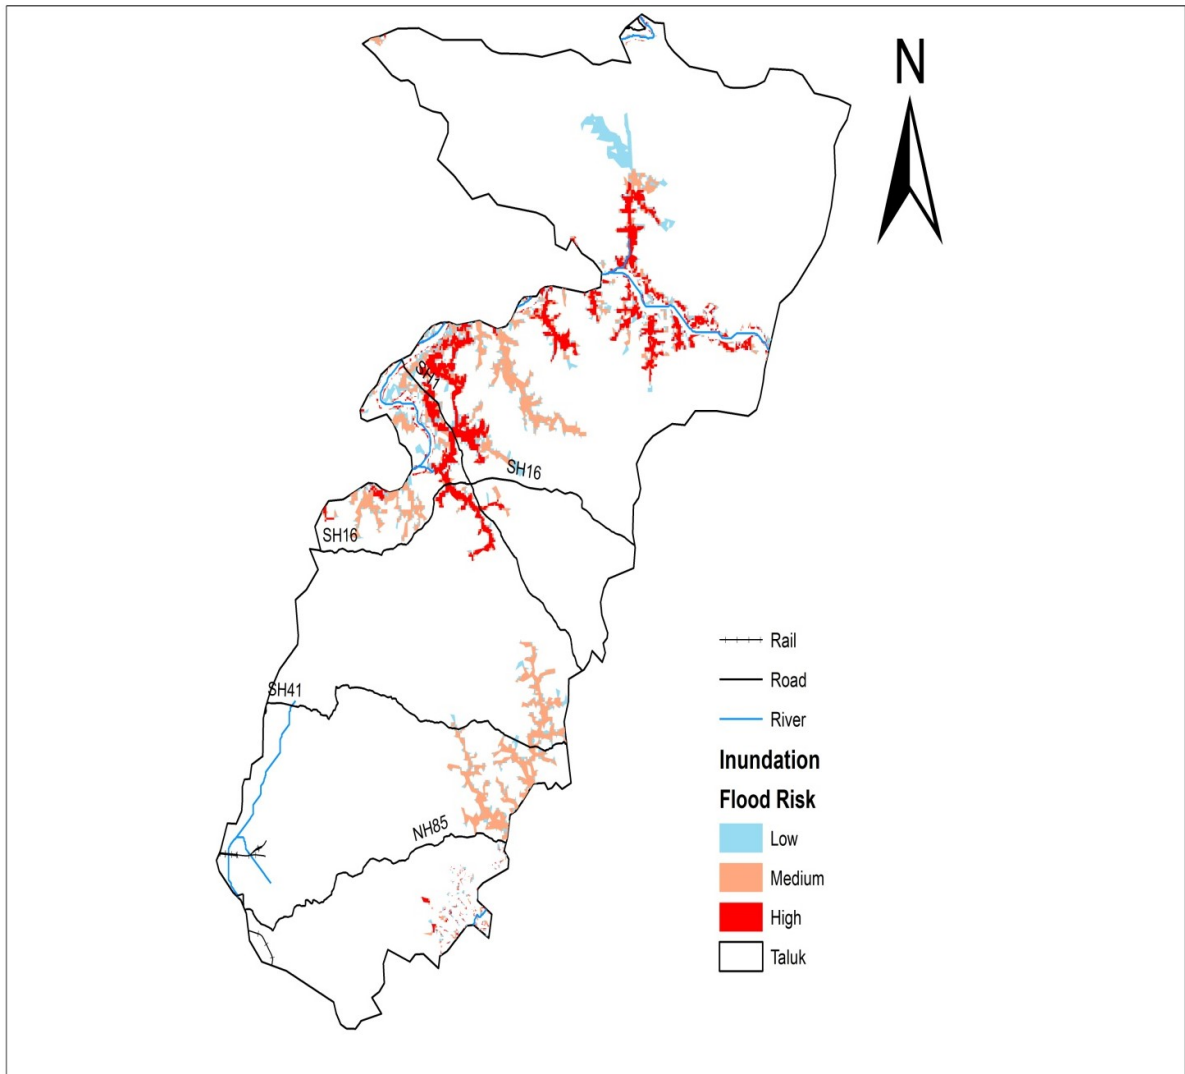 N
SH16
SH16
SH41
NH85
Rail
Road
River
Inundation
Flood Risk
Low
Medium
High
Taluk